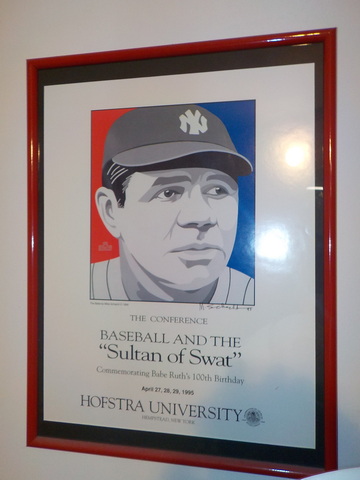 NY
THE CONFERENCE
BASEBALL AND THE
“Sultan of Swat”
Commemorating Babe Ruth's 100th Birthday
April 27, 28, 29, 1995
HOFSTRA UNIVERSITY
HEMPSTEAD, NEW YORK